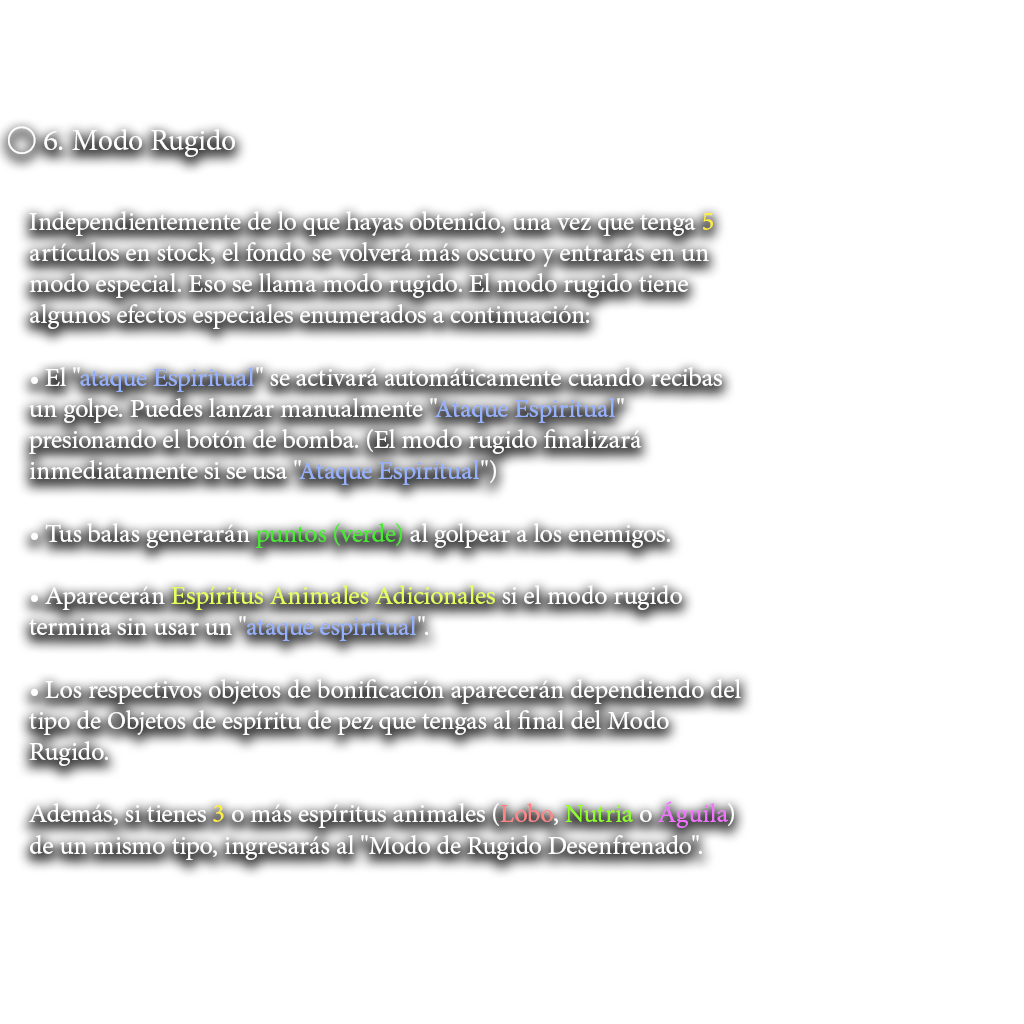 6. Modo Rugido
Independientemente de lo que hayas obtenido, una vez que tenga 5
artículos en stock, el fondo se volverá más oscuro y entrarás en un
modo especial. Eso se llama modo rugido. El modo rugido tiene
algunos efectos especiales enumerados a continuación:
• El "ataque Espiritual" se activará automáticamente cuando recibas
un golpe. Puedes lanzar manualmente "Ataque Espiritual"
presionando el botón de bomba. (El modo rugido finalizará
inmediatamente si se usa "Ataque Espiritual")
• Tus balas generarán puntos (verde) al golpear a los enemigos.
• Aparecerán Espíritus Animales Adicionales si el modo rugido
termina sin usar un "ataque espiritual".
• Los respectivos objetos de bonificación aparecerán dependiendo del
tipo de Objetos de espíritu de pez que tengas al final del Modo
Rugido.
Además, si tienes 3 o más espíritus animales (Lobo, Nutria o Águila)
de un mismo tipo, ingresarás al "Modo de Rugido Desenfrenado".